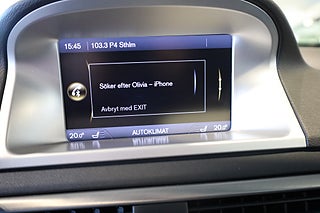 15:45 103.3 P4 Sthlm
Söker efter Olivia – iPhone
Avbryt med EXIT
20.0° AUTOKLIMAT 20.0°